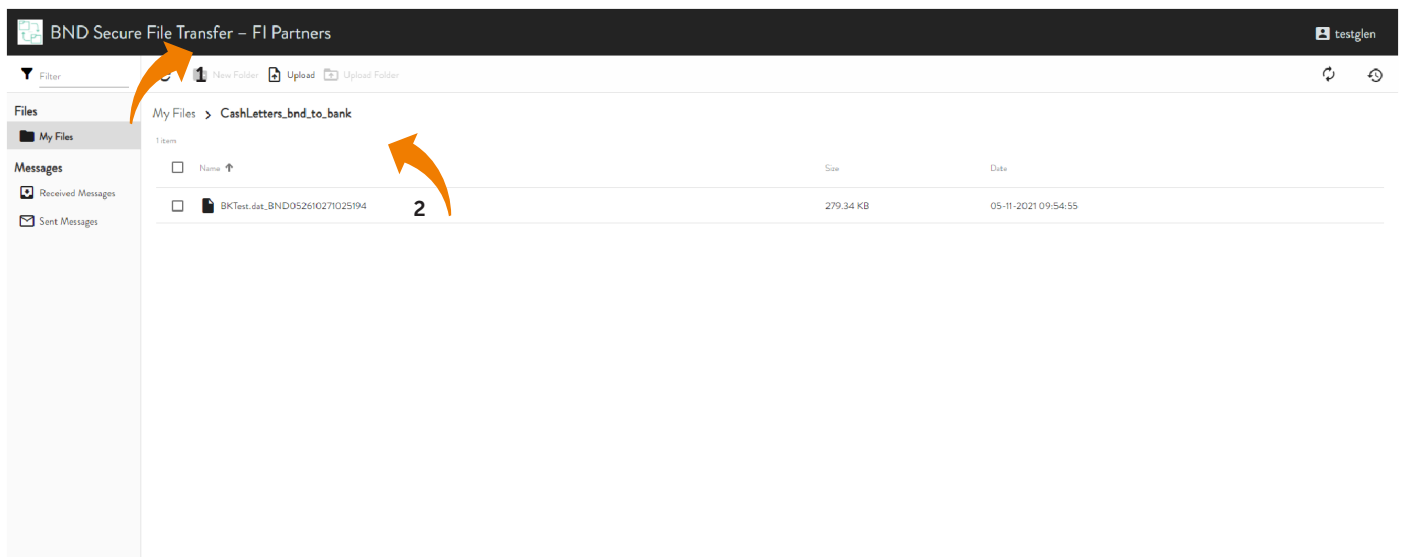 BND Secure File Transfer – FI Partners
testglen
Filter
1
New Folder
Upload
Upload Folder
Files
My Files
Messages
Received Messages
Sent Messages
My Files > CashLetters_bnd_to_bank
1 item
Name
Size
Date
BKTest.dat_BND052610271025194
279.34 KB
05-11-2021 09:54:55
2